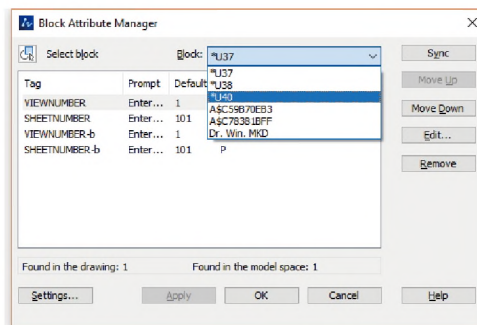 Block Attribute Manager
Select block Block: *U37 Sync
*U37
*U38
*U40
A$C59B70EB3
A$C78381BFF
Dr. Win. MKD
Move Up
Tag Prompt Default
VIEWNUMBER Enter... 1
SHEETNUMBER Enter... 101
VIEWNUMBER-b Enter... 1
SHEETNUMBER-b Enter... 101 P
Move Down
Edit...
Remove
Found in the drawing: 1 Found in the model space: 1
Settings... Apply OK Cancel Help